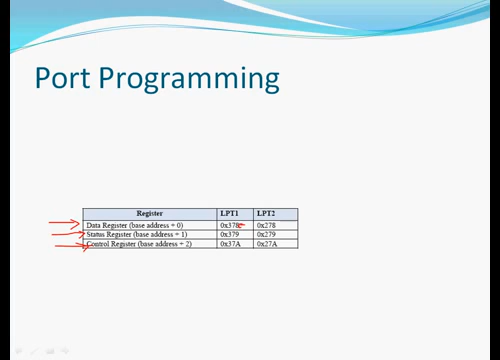 Port Programming
Register LPT1 LPT2
Data Register (base address + 0) 0x378 0x278
Status Register (base address + 1) 0x379 0x279
Control Register (base address + 2) 0x37A 0x27A